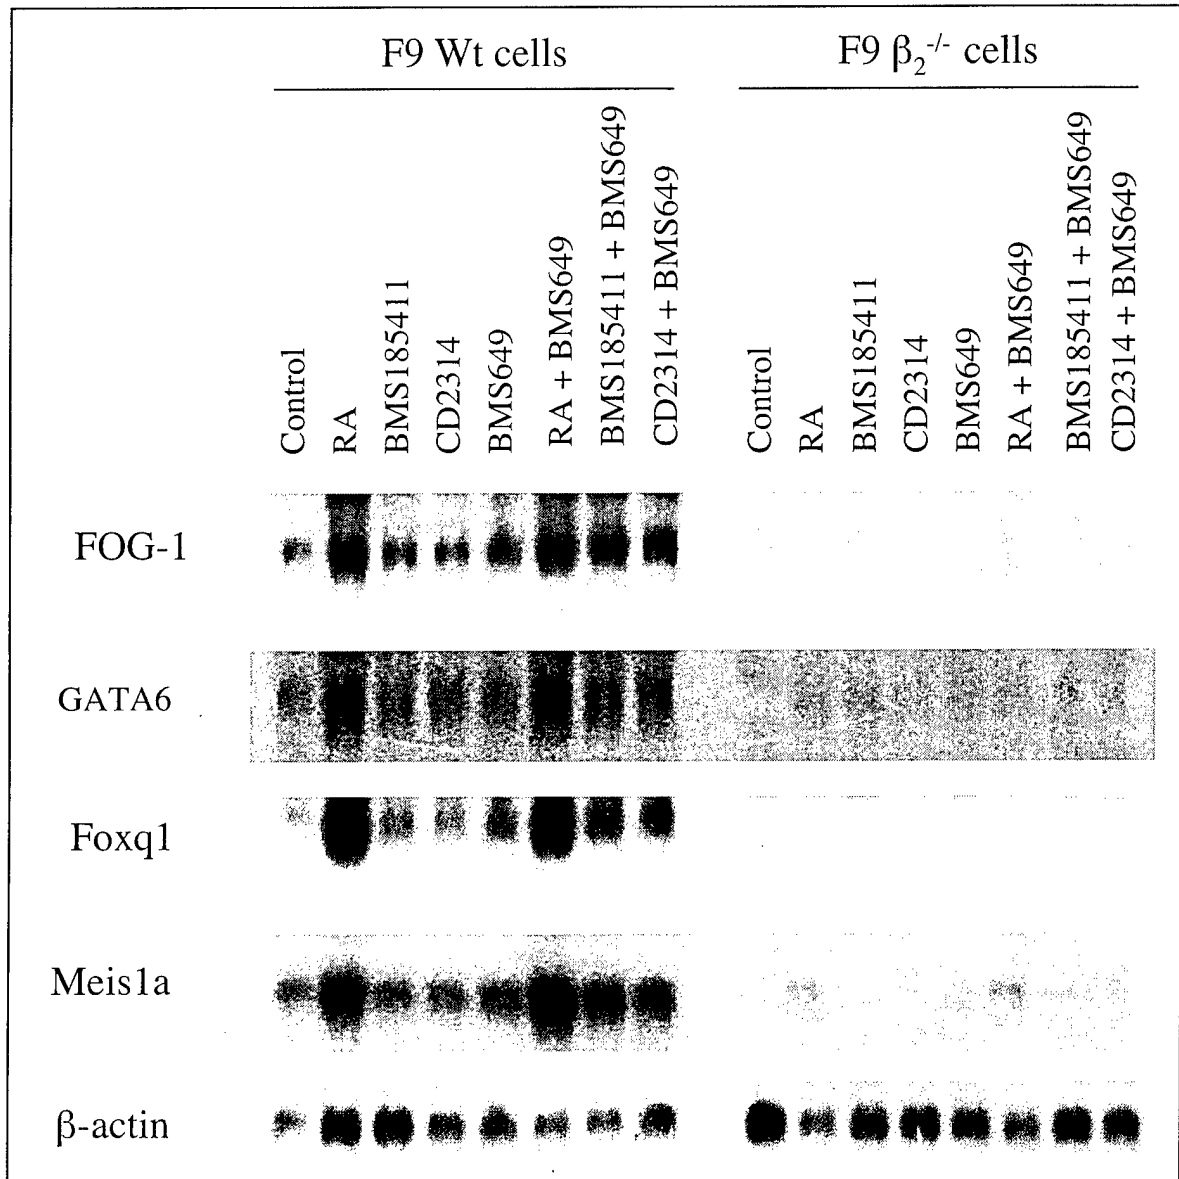 F9 Wt cells
F9 β₂⁻/⁻ cells
Control
RA
BMS185411
CD2314
BMS649
RA + BMS649
BMS185411 + BMS649
CD2314 + BMS649
Control
RA
BMS185411
CD2314
BMS649
RA + BMS649
BMS185411 + BMS649
CD2314 + BMS649
FOG-1
GATA6
Foxq1
Meis1a
β-actin